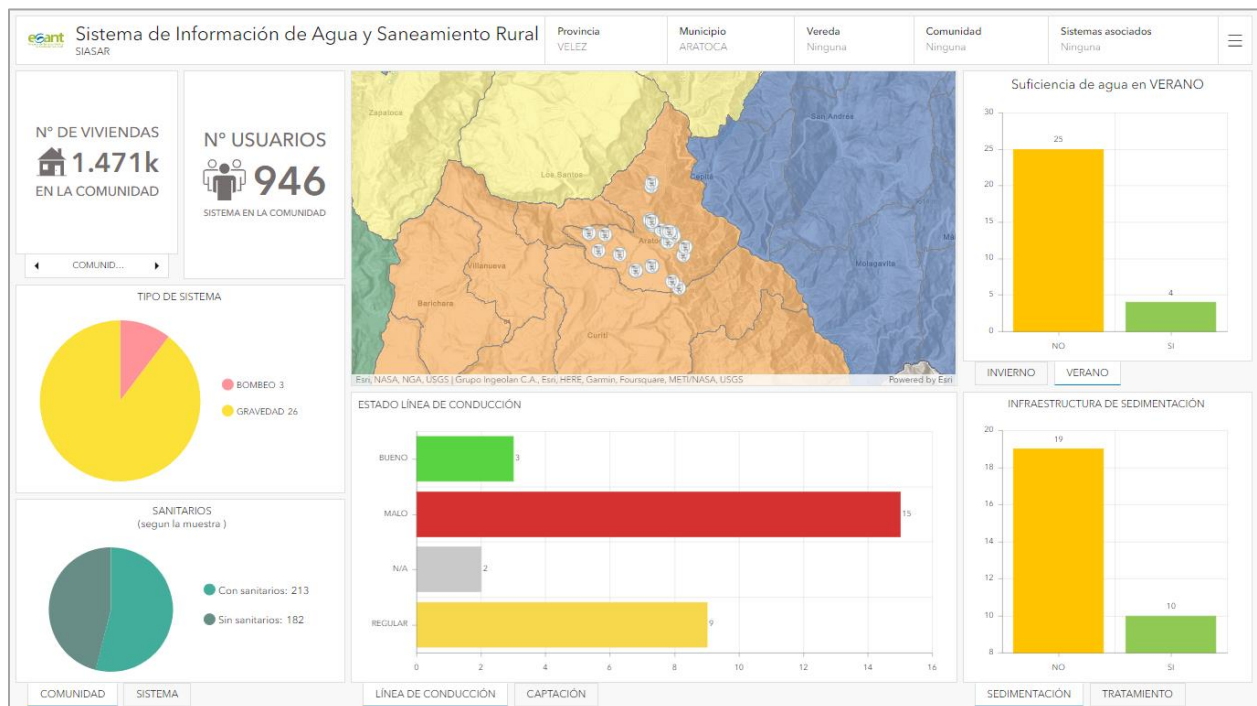 esant
Sistema de Información de Agua y Saneamiento Rural
SIASAR
Provincia
VELEZ
Municipio
ARATOCA
Vereda
Ninguna
Comunidad
Ninguna
Sistemas asociados
Ninguna
N° DE VIVIENDAS
1.471k
EN LA COMUNIDAD
COMUNID...
N° USUARIOS
946
SISTEMA EN LA COMUNIDAD
TIPO DE SISTEMA
BOMBEO 3
GRAVEDAD 26
SANITARIOS
(segun la muestra )
Con sanitarios: 213
Sin sanitarios: 182
COMUNIDAD
SISTEMA
Zapatoca
Los Santos
San Andrés
Cepitá
Villanueva
Barichara
Curití
Molagavita
Esri, NASA, NGA, USGS | Grupo Ingeolan C.A., Esri, HERE, Garmin, Foursquare, METI/NASA, USGS
Powered by Esri
ESTADO LÍNEA DE CONDUCCIÓN
BUENO
3
MALO
15
N/A
2
REGULAR
9
0 2 4 6 8 10 12 14 16
LÍNEA DE CONDUCCIÓN
CAPTACIÓN
Suficiencia de agua en VERANO
30
25
20
15
10
5
0
25
4
NO
SI
INVIERNO
VERANO
INFRAESTRUCTURA DE SEDIMENTACIÓN
20
18
16
14
12
10
8
19
10
NO
SI
SEDIMENTACIÓN
TRATAMIENTO